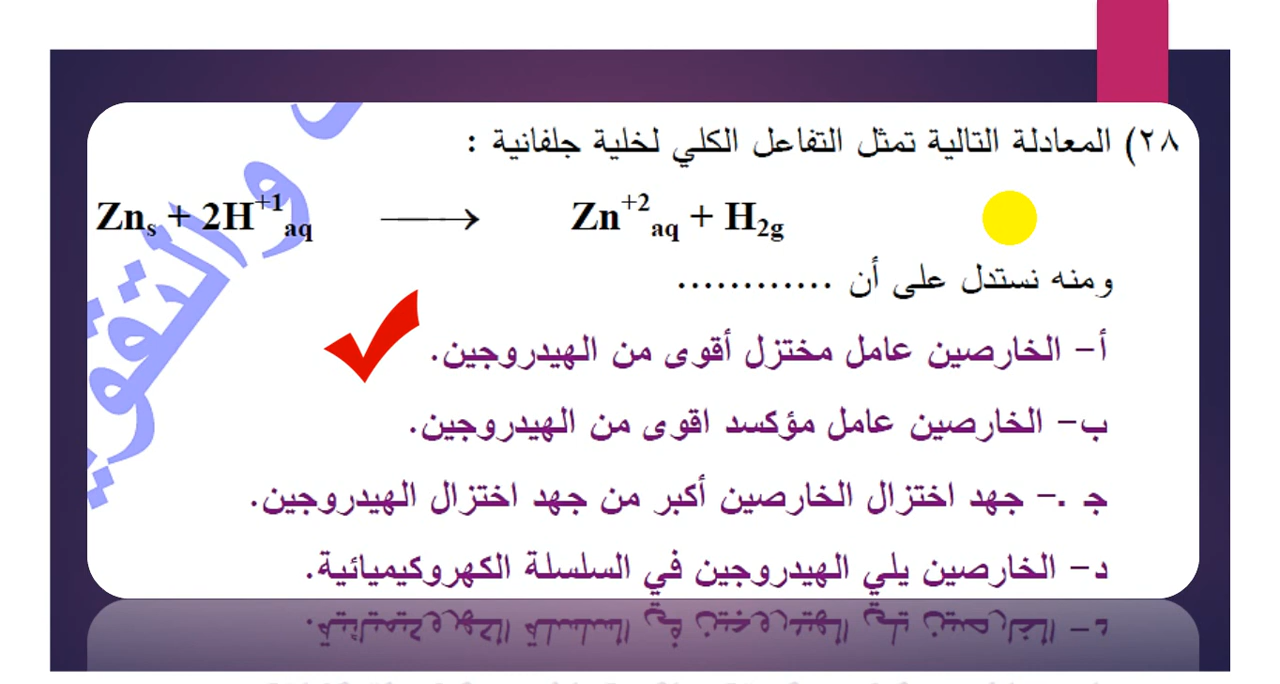 ٢٨) المعادلة التالية تمثل التفاعل الكلي لخلية جلفانية :
Zns + 2H+1aq ⟶ Zn+2aq + H2g
ومنه نستدل على أن ............
أ– الخارصين عامل مختزل أقوى من الهيدروجين.
ب– الخارصين عامل مؤكسد اقوى من الهيدروجين.
ج .– جهد اختزال الخارصين أكبر من جهد اختزال الهيدروجين.
د– الخارصين يلي الهيدروجين في السلسلة الكهروكيميائية.